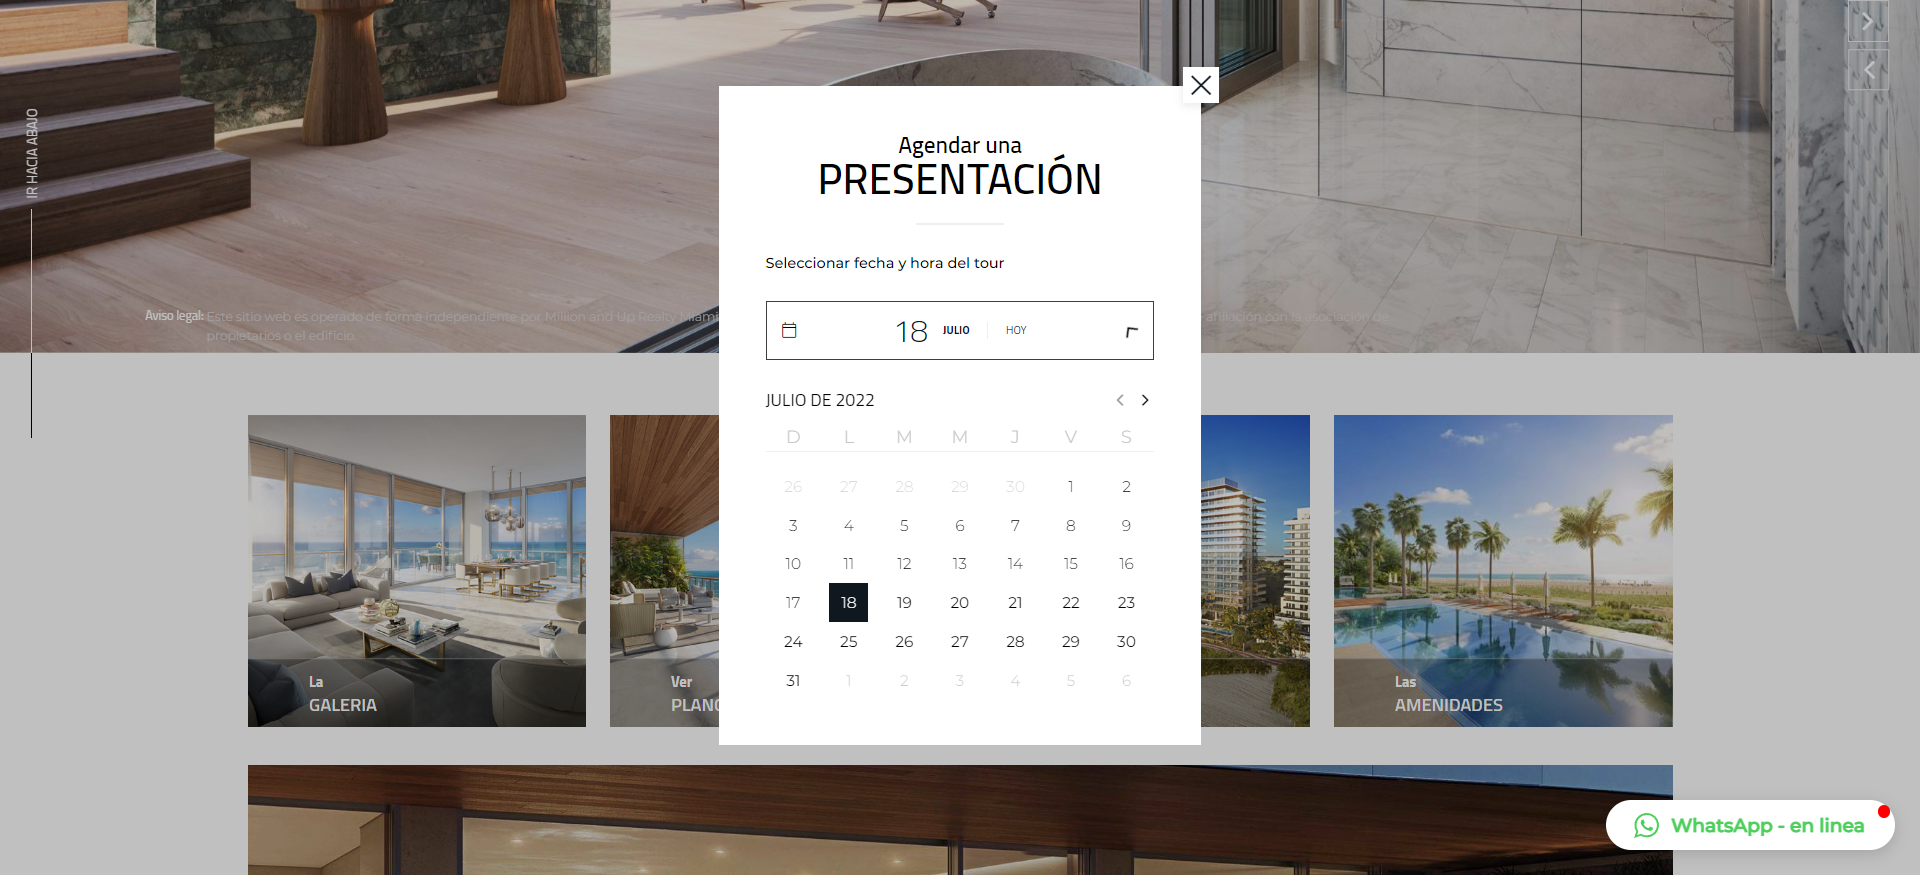 IR HACIA ABAJO
Agendar una
PRESENTACIÓN
Seleccionar fecha y hora del tour
Aviso legal: Este sitio web es operado de forma independiente por Million and Up Realty Miami
afiliación con la asociación de
propietarios o el edificio.
18 JULIO HOY
JULIO DE 2022
D L M M J V S
26 27 28 29 30 1 2
3 4 5 6 7 8 9
10 11 12 13 14 15 16
17 18 19 20 21 22 23
24 25 26 27 28 29 30
31 1 2 3 4 5 6
La
GALERIA
Ver
Las
AMENIDADES
WhatsApp - en linea